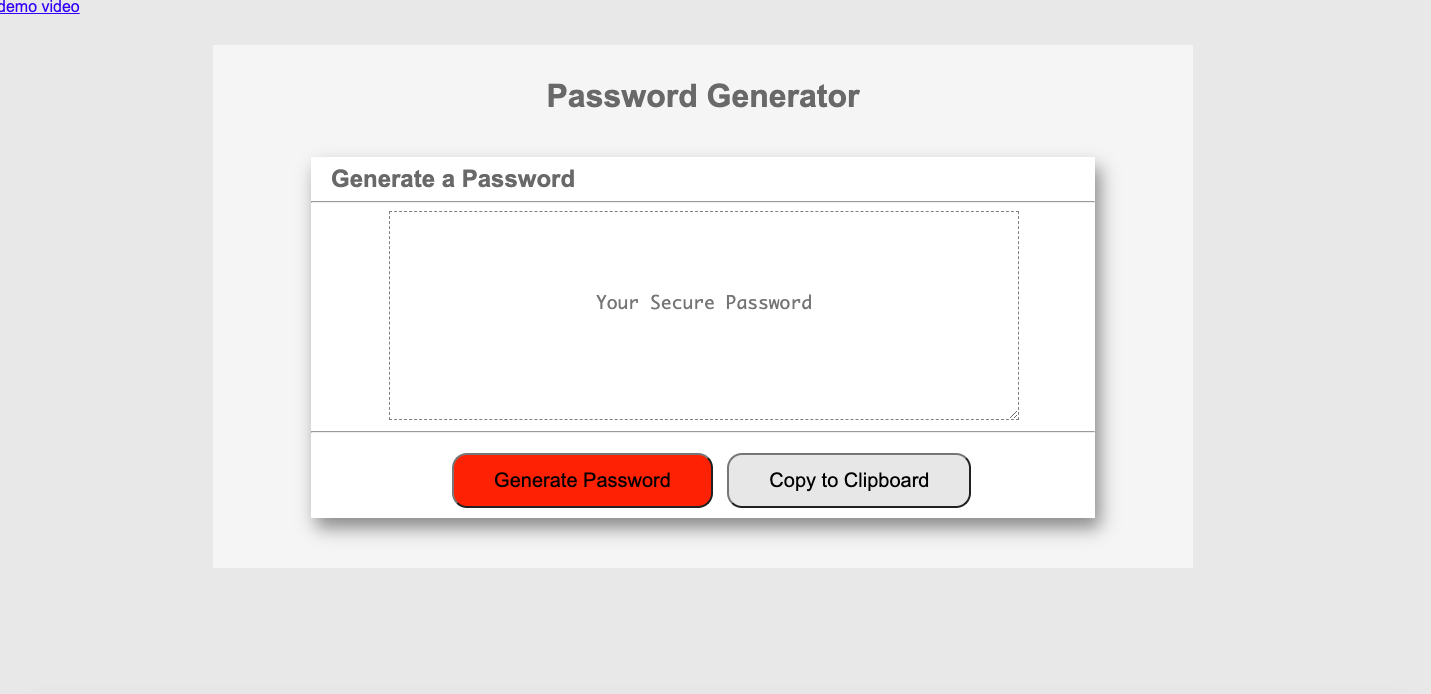 demo video
Password Generator
Generate a Password
Your Secure Password
Generate Password
Copy to Clipboard